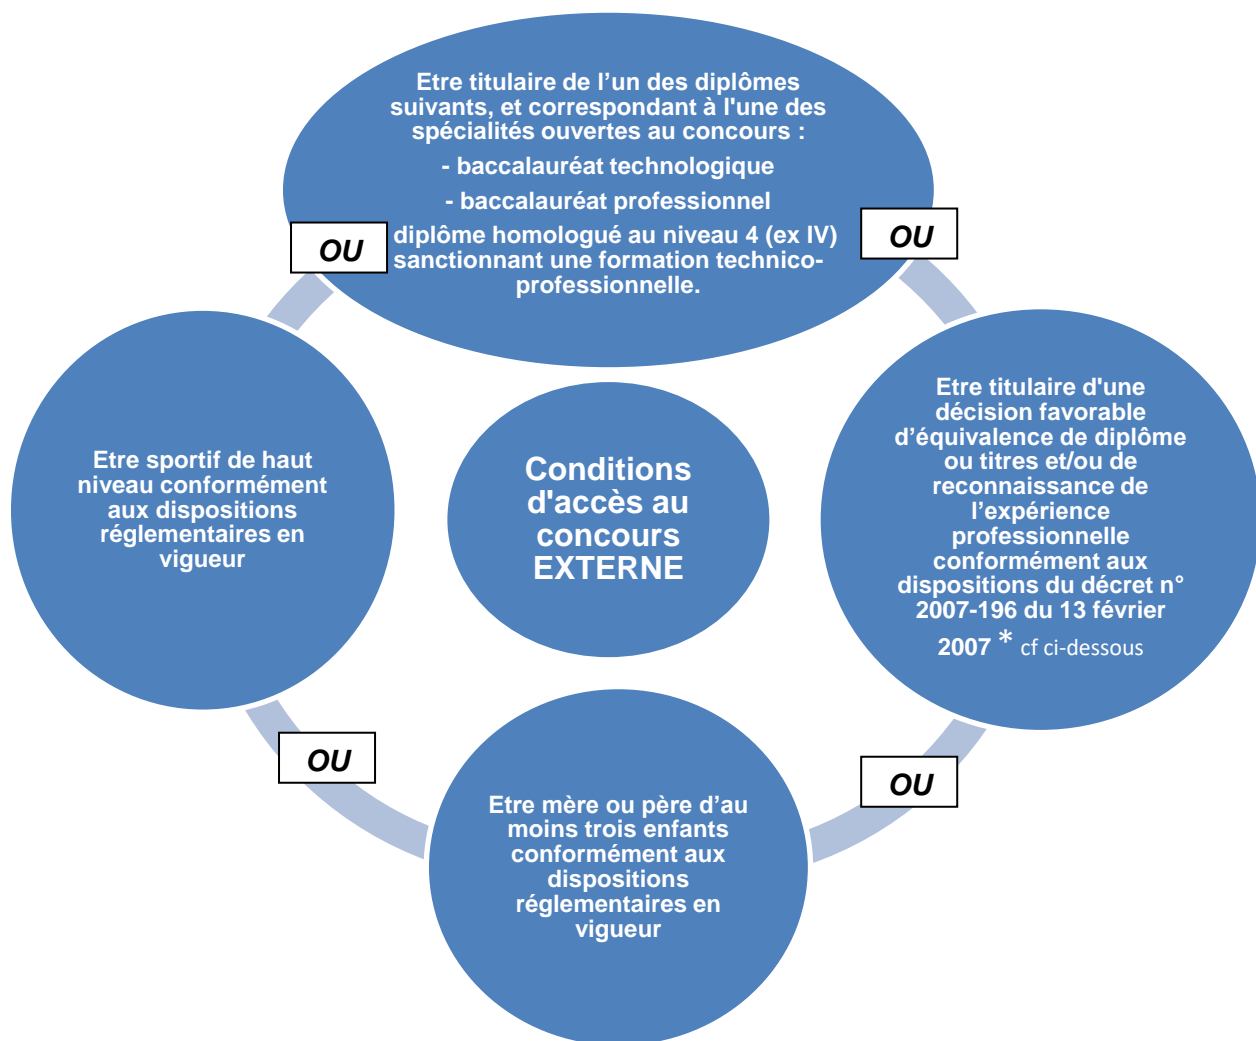 Etre titulaire de l’un des diplômes
suivants, et correspondant à l'une des
spécialités ouvertes au concours :
- baccalauréat technologique
- baccalauréat professionnel
diplôme homologué au niveau 4 (ex IV)
sanctionnant une formation technico-
professionnelle.
OU
OU
Etre sportif de haut
niveau conformément
aux dispositions
réglementaires en
vigueur
Conditions
d'accès au
concours
EXTERNE
Etre titulaire d'une
décision favorable
d’équivalence de diplôme
ou titres et/ou de
reconnaissance de
l’expérience
professionnelle
conformément aux
dispositions du décret n°
2007-196 du 13 février
2007 * cf ci-dessous
OU
OU
Etre mère ou père d’au
moins trois enfants
conformément aux
dispositions
réglementaires en
vigueur